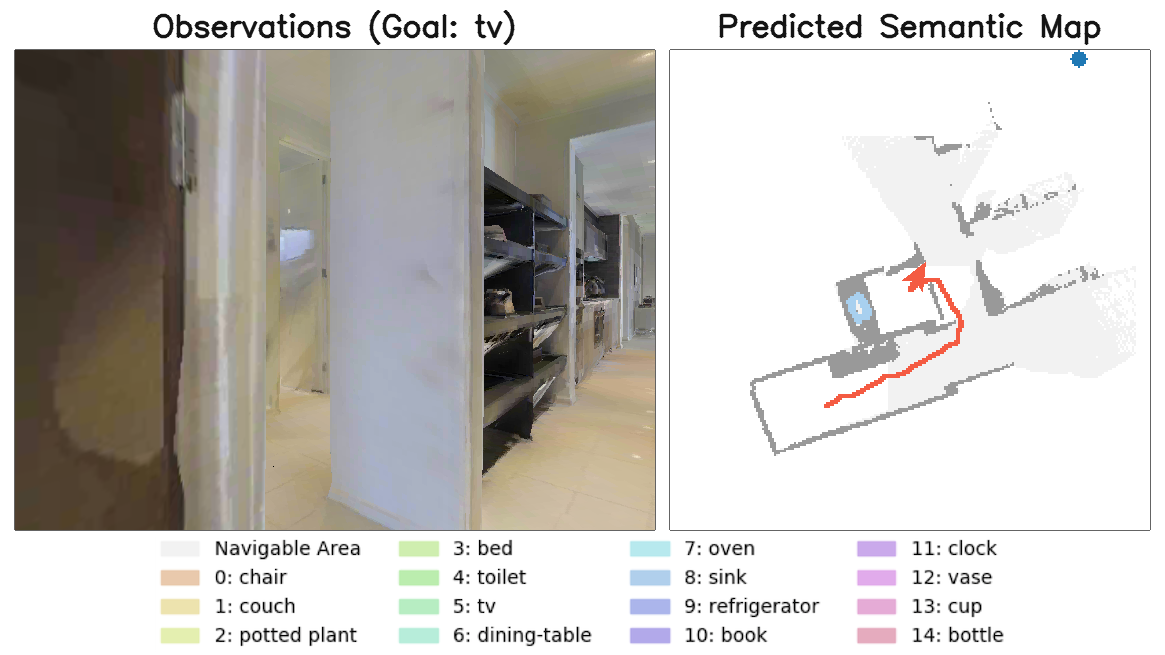 Observations (Goal: tv)
Predicted Semantic Map
Navigable Area
0: chair
1: couch
2: potted plant
3: bed
4: toilet
5: tv
6: dining-table
7: oven
8: sink
9: refrigerator
10: book
11: clock
12: vase
13: cup
14: bottle